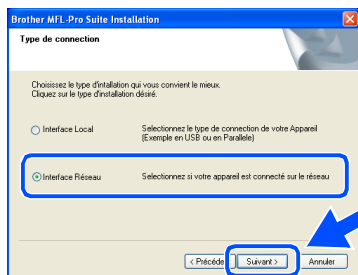 Brother MFL-Pro Suite Installation
Type de connection
Choisissez le type d'intallation qui vous convient le mieux.
Cliquez sur le type d'installation désiré.
Interface Local
Selectionnez le type de connection de votre Appareil
(Exemple en USB ou en Parallele)
Interface Réseau
Selectionnez si votre appareil est connecté sur le réseau
< Précéde
Suivant >
Annuler